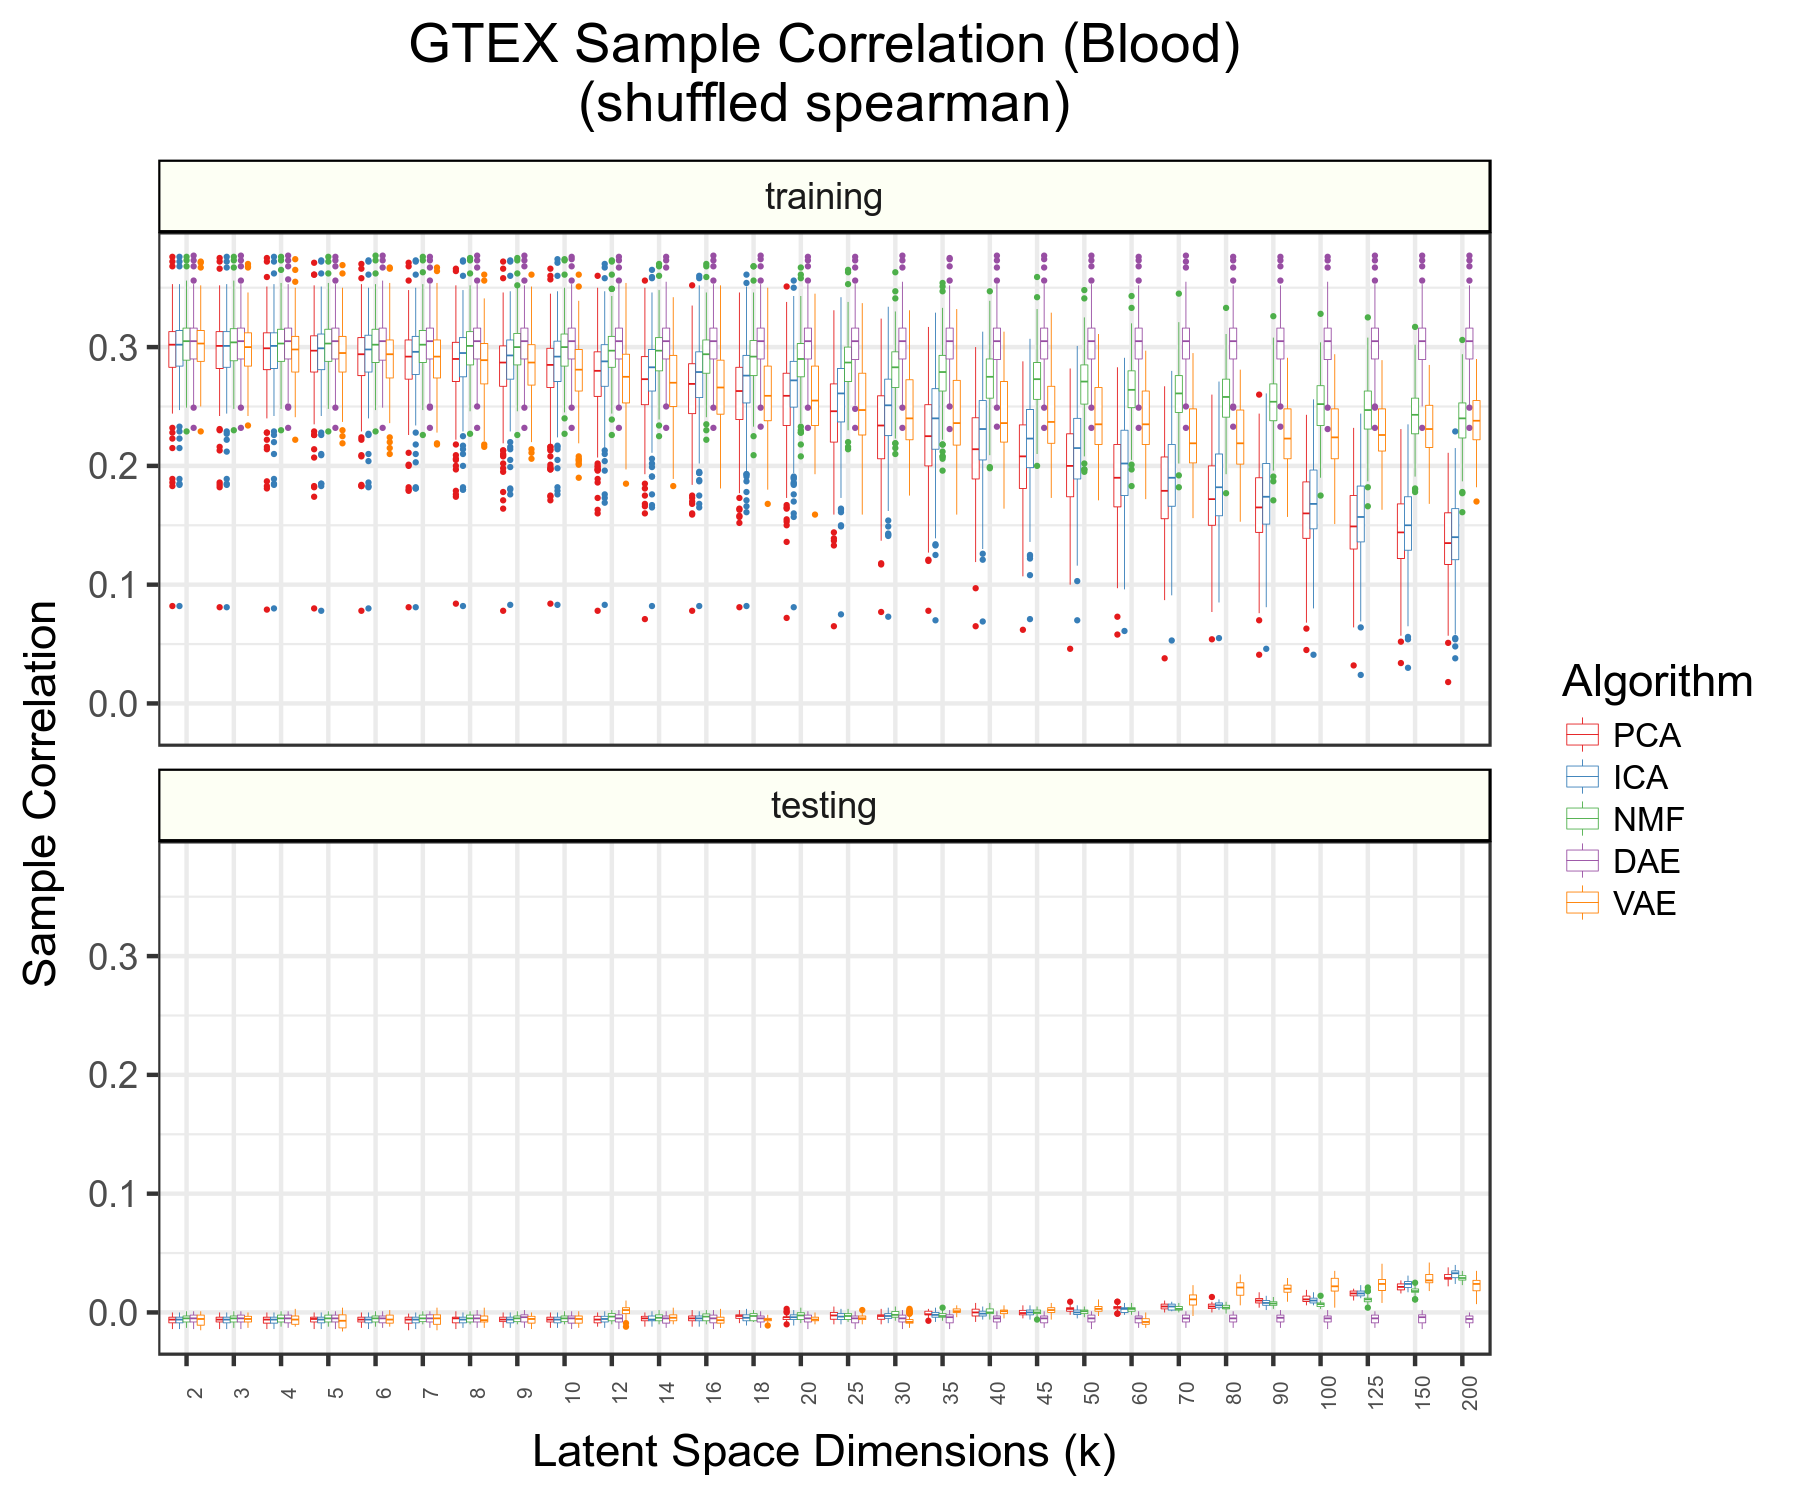 GTEX Sample Correlation (Blood)
(shuffled spearman)
training
0.3
0.2
0.1
0.0
testing
0.3
0.2
0.1
0.0
2 3 4 5 6 7 8 9 10 12 14 16 18 20 25 30 35 40 45 50 60 70 80 90 100 125 150 200
Latent Space Dimensions (k)
Sample Correlation
Algorithm
PCA
ICA
NMF
DAE
VAE